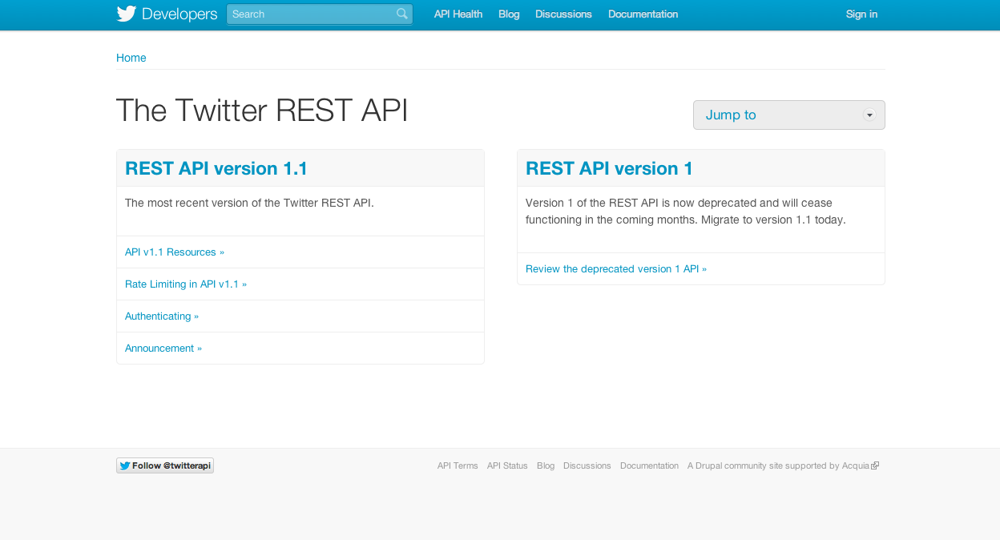 Developers Search API Health Blog Discussions Documentation Sign in
Home
The Twitter REST API
Jump to
REST API version 1.1
The most recent version of the Twitter REST API.
API v1.1 Resources »
Rate Limiting in API v1.1 »
Authenticating »
Announcement »
REST API version 1
Version 1 of the REST API is now deprecated and will cease
functioning in the coming months. Migrate to version 1.1 today.
Review the deprecated version 1 API »
Follow @twitterapi
API Terms API Status Blog Discussions Documentation A Drupal community site supported by Acquia